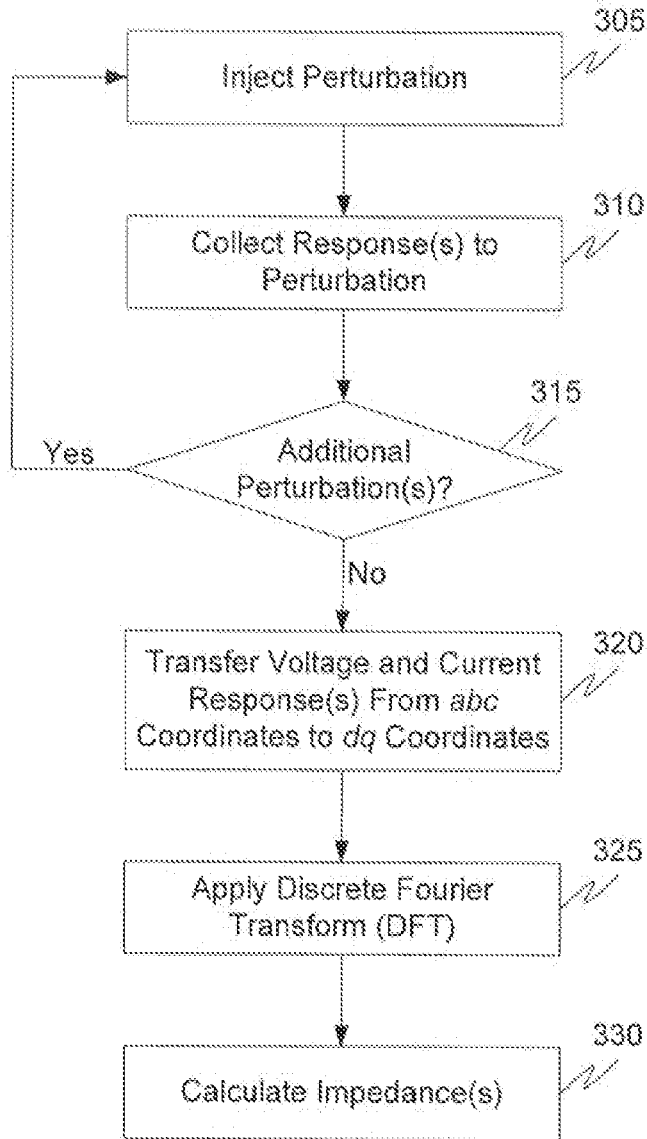 305
Inject Perturbation
310
Collect Response(s) to
Perturbation
315
Additional
Perturbation(s)?
Yes
No
320
Transfer Voltage and Current
Response(s) From abc
Coordinates to dq Coordinates
325
Apply Discrete Fourier
Transform (DFT)
330
Calculate Impedance(s)